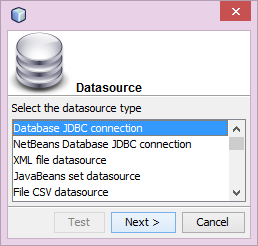 Datasource
Select the datasource type
Database JDBC connection
NetBeans Database JDBC connection
XML file datasource
JavaBeans set datasource
File CSV datasource
Test
Next >
Cancel